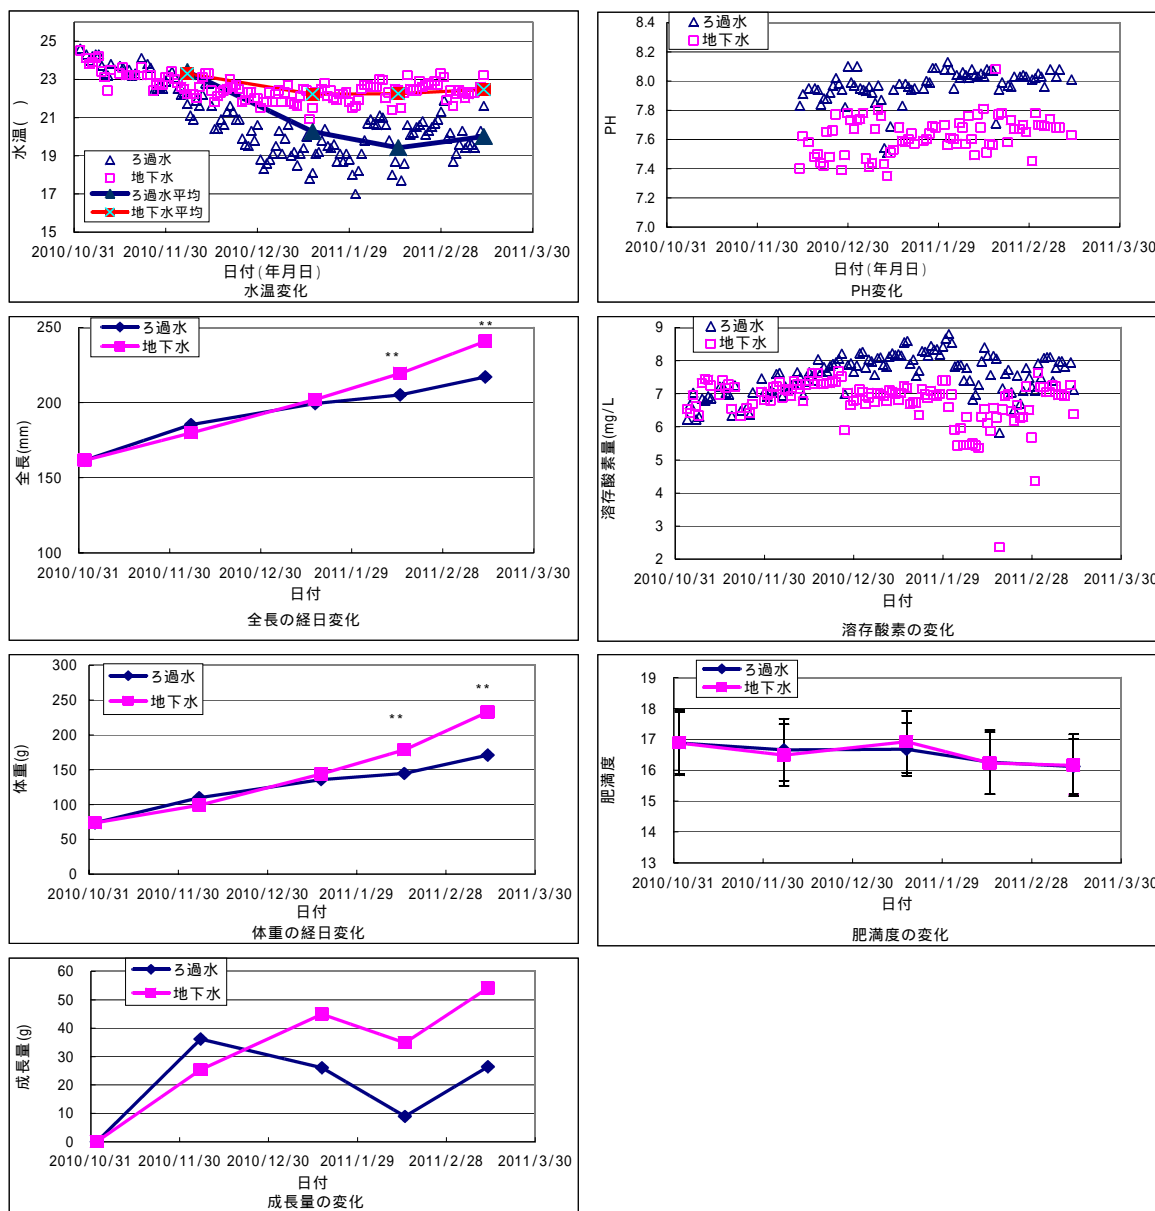 25
23
21
19
17
15
水温( )
ろ過水
地下水
ろ過水平均
地下水平均
2010/10/31 2010/11/30 2010/12/30 2011/1/29 2011/2/28 2011/3/30
日付(年月日)
水温変化
8.4
8.2
8.0
7.8
7.6
7.4
7.2
7.0
PH
ろ過水
地下水
2010/10/31 2010/11/30 2010/12/30 2011/1/29 2011/2/28 2011/3/30
日付(年月日)
PH変化
250
200
150
100
全長(mm)
ろ過水
地下水
**
**
2010/10/31 2010/11/30 2010/12/30 2011/1/29 2011/2/28 2011/3/30
日付
全長の経日変化
9
8
7
6
5
4
3
2
溶存酸素量(mg/L)
ろ過水
地下水
2010/10/31 2010/11/30 2010/12/30 2011/1/29 2011/2/28 2011/3/30
日付
溶存酸素の変化
300
250
200
150
100
50
0
体重(g)
ろ過水
地下水
**
**
2010/10/31 2010/11/30 2010/12/30 2011/1/29 2011/2/28 2011/3/30
日付
体重の経日変化
19
18
17
16
15
14
13
肥満度
ろ過水
地下水
2010/10/31 2010/11/30 2010/12/30 2011/1/29 2011/2/28 2011/3/30
日付
肥満度の変化
60
50
40
30
20
10
0
成長量(g)
ろ過水
地下水
2010/10/31 2010/11/30 2010/12/30 2011/1/29 2011/2/28 2011/3/30
日付
成長量の変化